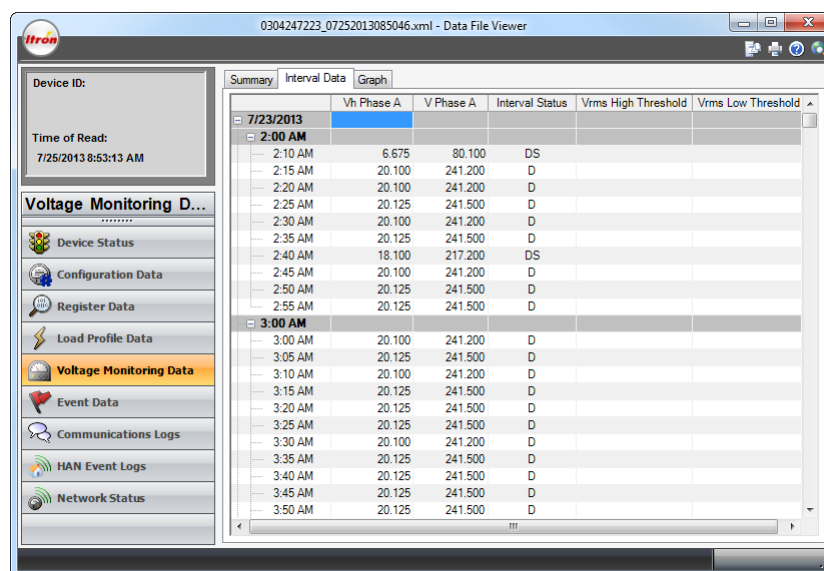 0304247223_07252013085046.xml - Data File Viewer
Itron
Device ID:
Time of Read:
7/25/2013 8:53:13 AM
Voltage Monitoring D...
Device Status
Configuration Data
Register Data
Load Profile Data
Voltage Monitoring Data
Event Data
Communications Logs
HAN Event Logs
Network Status
Summary Interval Data Graph
Vh Phase A V Phase A Interval Status Vrms High Threshold Vrms Low Threshold
7/23/2013
2:00 AM
2:10 AM 6.675 80.100 DS
2:15 AM 20.100 241.200 D
2:20 AM 20.100 241.200 D
2:25 AM 20.125 241.500 D
2:30 AM 20.100 241.200 D
2:35 AM 20.125 241.500 D
2:40 AM 18.100 217.200 DS
2:45 AM 20.100 241.200 D
2:50 AM 20.125 241.500 D
2:55 AM 20.125 241.500 D
3:00 AM
3:00 AM 20.100 241.200 D
3:05 AM 20.125 241.500 D
3:10 AM 20.100 241.200 D
3:15 AM 20.125 241.500 D
3:20 AM 20.125 241.500 D
3:25 AM 20.125 241.500 D
3:30 AM 20.100 241.200 D
3:35 AM 20.125 241.500 D
3:40 AM 20.125 241.500 D
3:45 AM 20.125 241.500 D
3:50 AM 20.125 241.500 D